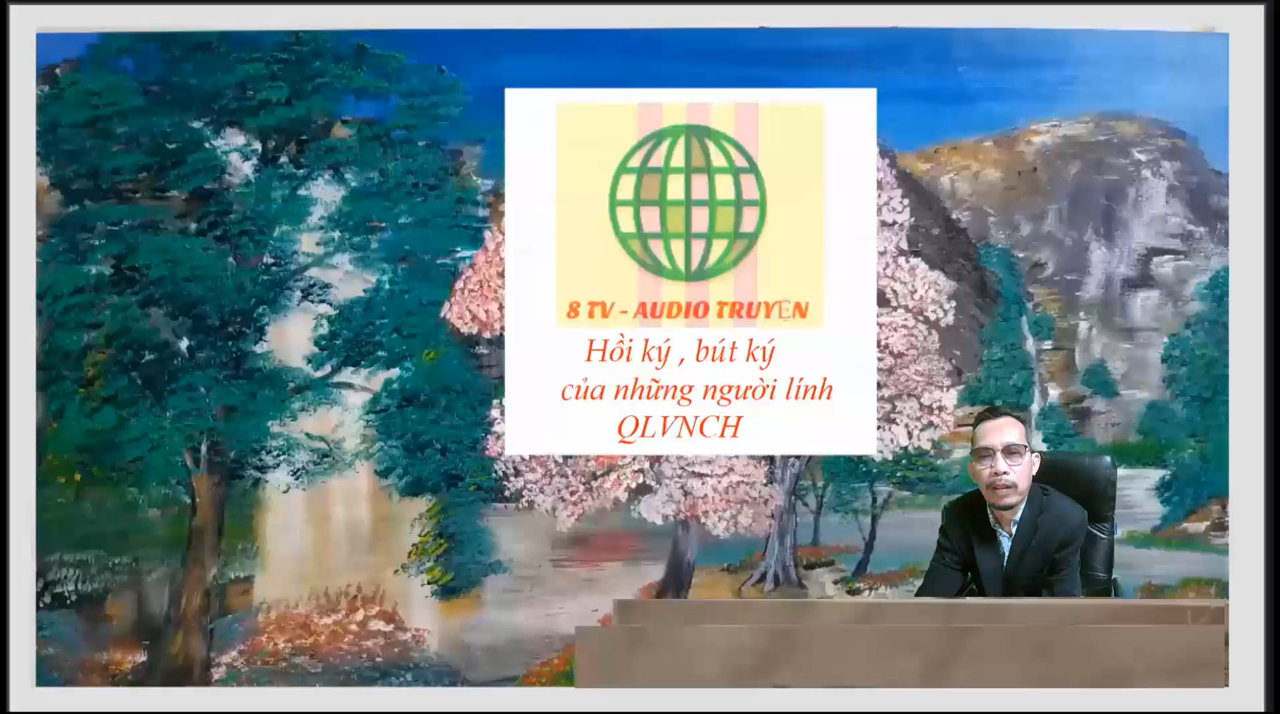 8 TV - AUDIO TRUYỆN
Hồi ký , bút ký
của những người lính
QLVNCH